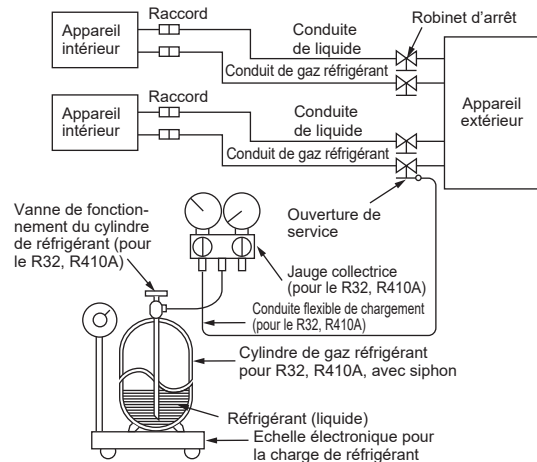 Appareil
intérieur
Raccord
Conduite
de liquide
Conduit de gaz réfrigérant
Robinet d'arrêt
Appareil
intérieur
Raccord
Conduite
de liquide
Conduit de gaz réfrigérant
Appareil
extérieur
Ouverture de
service
Vanne de fonction-
nement du cylindre
de réfrigérant (pour
le R32, R410A)
Jauge collectrice
(pour le R32, R410A)
Conduite flexible de chargement
(pour le R32, R410A)
Cylindre de gaz réfrigérant
pour R32, R410A, avec siphon
Réfrigérant (liquide)
Echelle électronique pour
la charge de réfrigérant